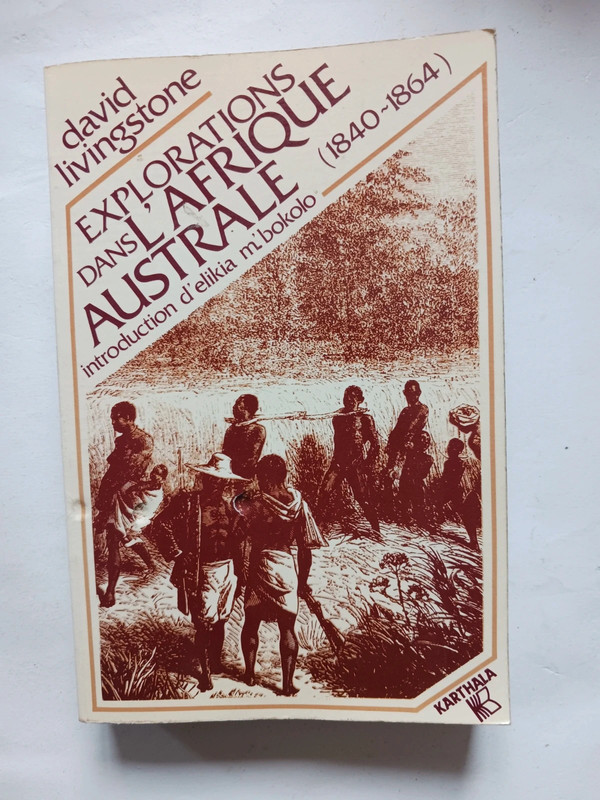 david
livingstone
EXPLORATIONS
DANS L'AFRIQUE
AUSTRALE
(1840~1864)
introduction d'elikia m'bokolo
KARTHALA